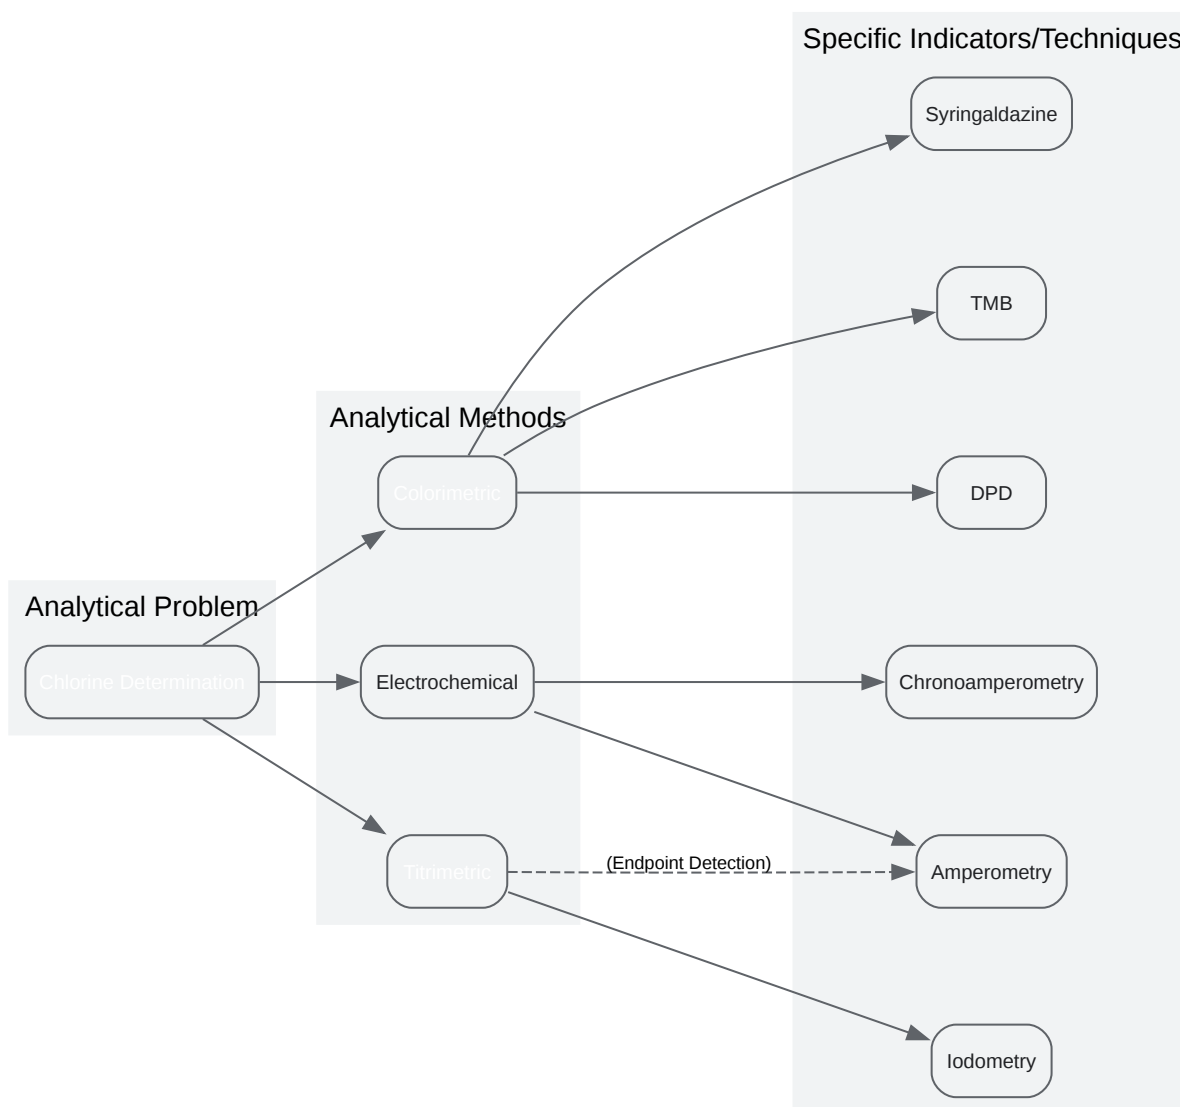 Specific Indicators/Techniques
Syringaldazine
TMB
Analytical Methods
Colorimetric
DPD
Analytical Problem
Chlorine Determination
Electrochemical
Chronoamperometry
Titrimetric
(Endpoint Detection)
Amperometry
Iodometry